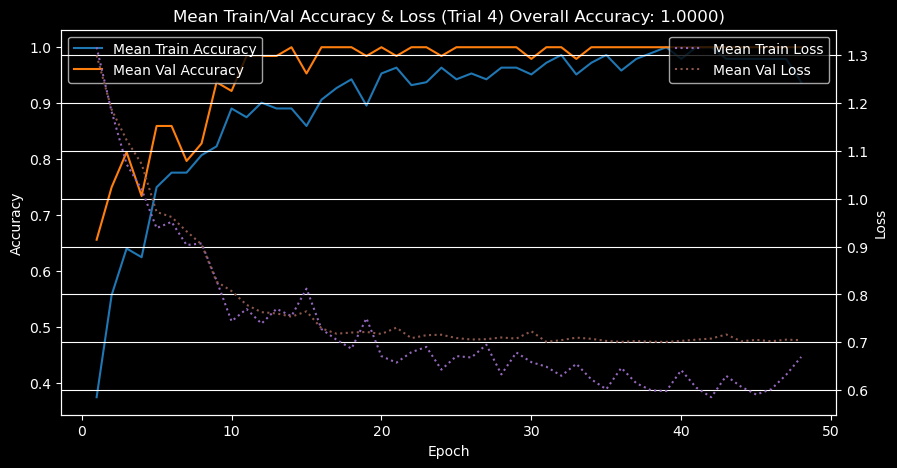 Mean Train/Val Accuracy & Loss (Trial 4) Overall Accuracy: 1.0000)
Mean Train Accuracy
Mean Val Accuracy
Mean Train Loss
Mean Val Loss
1.0
0.9
0.8
0.7
0.6
0.5
0.4
Accuracy
1.3
1.2
1.1
1.0
0.9
0.8
0.7
0.6
Loss
0 10 20 30 40 50
Epoch